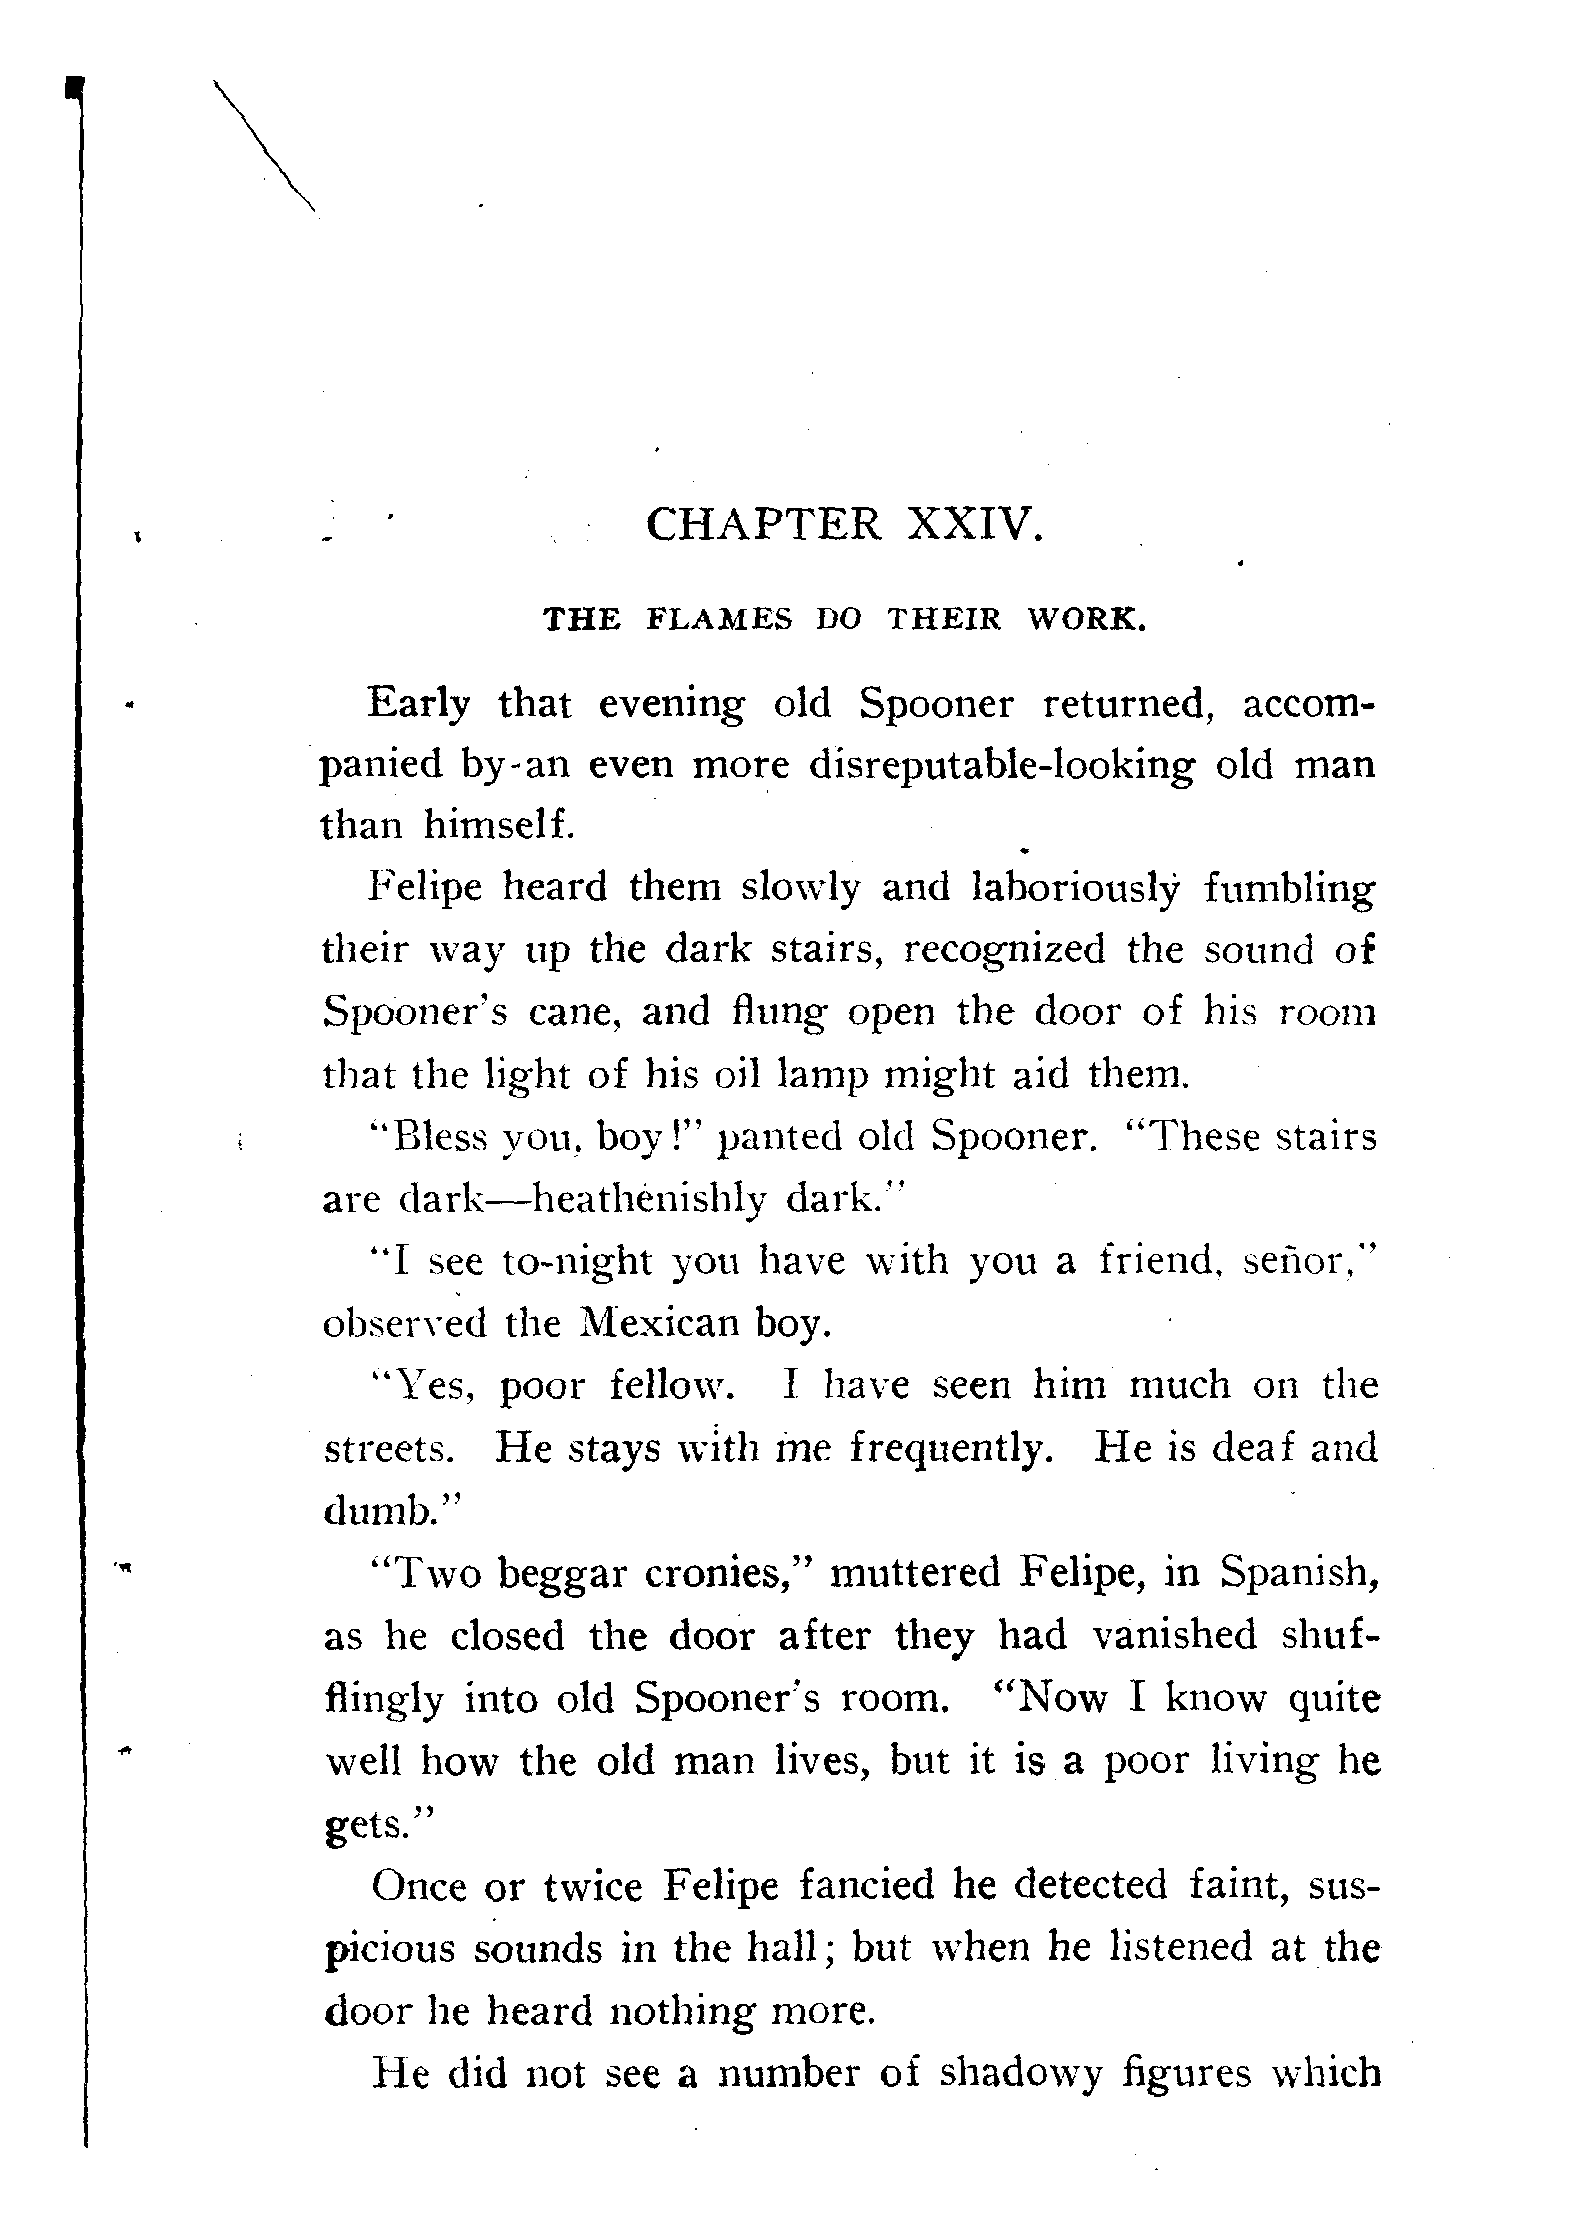 CHAPTER XXIV.
THE FLAMES DO THEIR WORK.
Early that evening old Spooner returned, accom-
panied by an even more disreputable-looking old man
than himself.
Felipe heard them slowly and laboriously fumbling
their way up the dark stairs, recognized the sound of
Spooner's cane, and flung open the door of his room
that the light of his oil lamp might aid them.
"Bless you, boy!" panted old Spooner. "These stairs
are dark—heathenishly dark."
"I see to-night you have with you a friend, señor,"
observed the Mexican boy.
"Yes, poor fellow. I have seen him much on the
streets. He stays with me frequently. He is deaf and
dumb."
"Two beggar cronies," muttered Felipe, in Spanish,
as he closed the door after they had vanished shuf-
flingly into old Spooner's room. "Now I know quite
well how the old man lives, but it is a poor living he
gets."
Once or twice Felipe fancied he detected faint, sus-
picious sounds in the hall; but when he listened at the
door he heard nothing more.
He did not see a number of shadowy figures which